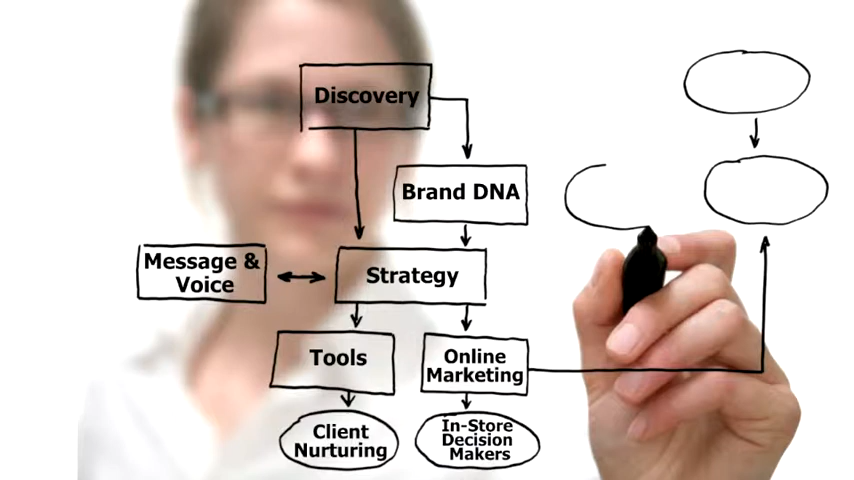 Discovery
Brand DNA
Message &
Voice
Strategy
Tools
Online
Marketing
Client
Nurturing
In-Store
Decision
Makers